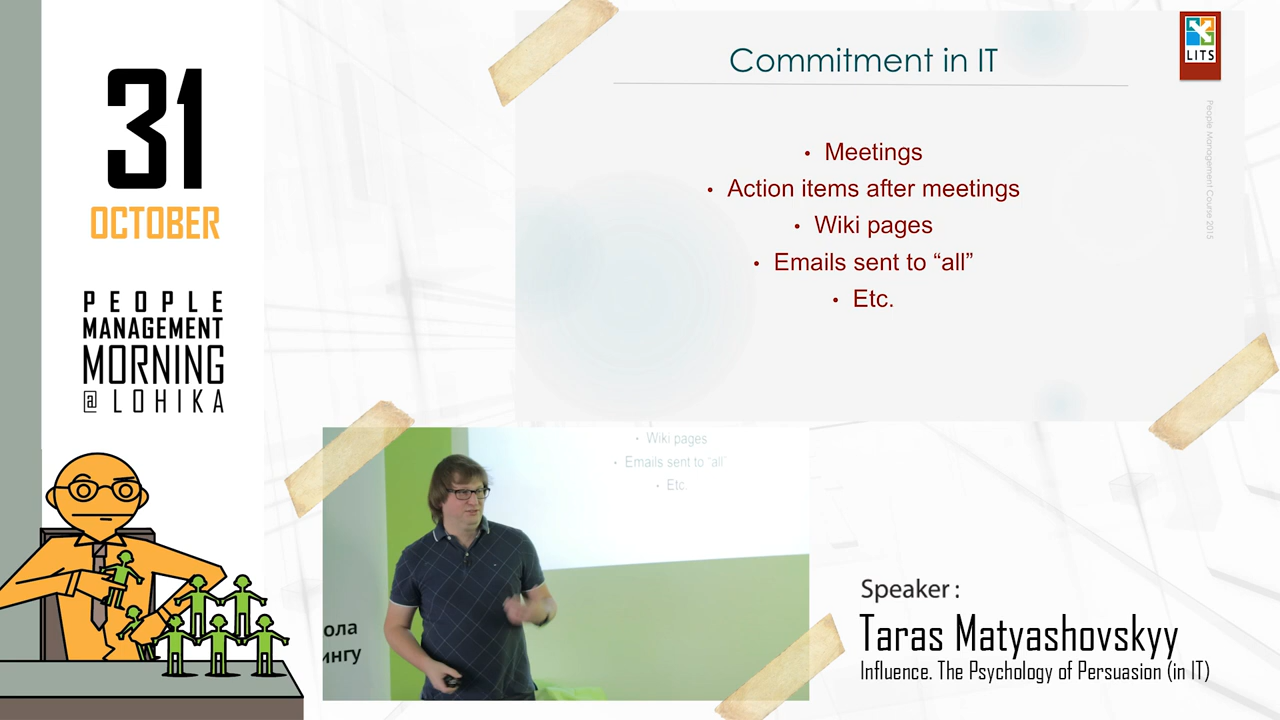 31
OCTOBER
PEOPLE
MANAGEMENT
MORNING
@ LOHIKA
Commitment in IT
• Meetings
• Action items after meetings
• Wiki pages
• Emails sent to “all”
• Etc.
LITS
People Management Course 2015
• Wiki pages
• Emails sent to “all”
• Etc.
ола
інгу
Speaker :
Taras Matyashovskyy
Influence. The Psychology of Persuasion (in IT)